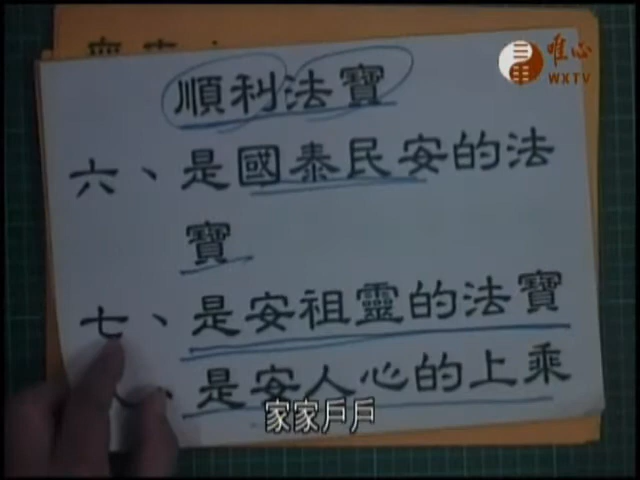 唯心
WXTV
順利法寶
六、是國泰民安的法
寶
七、是安祖靈的法寶
八、是安人心的上乘
家家戶戶